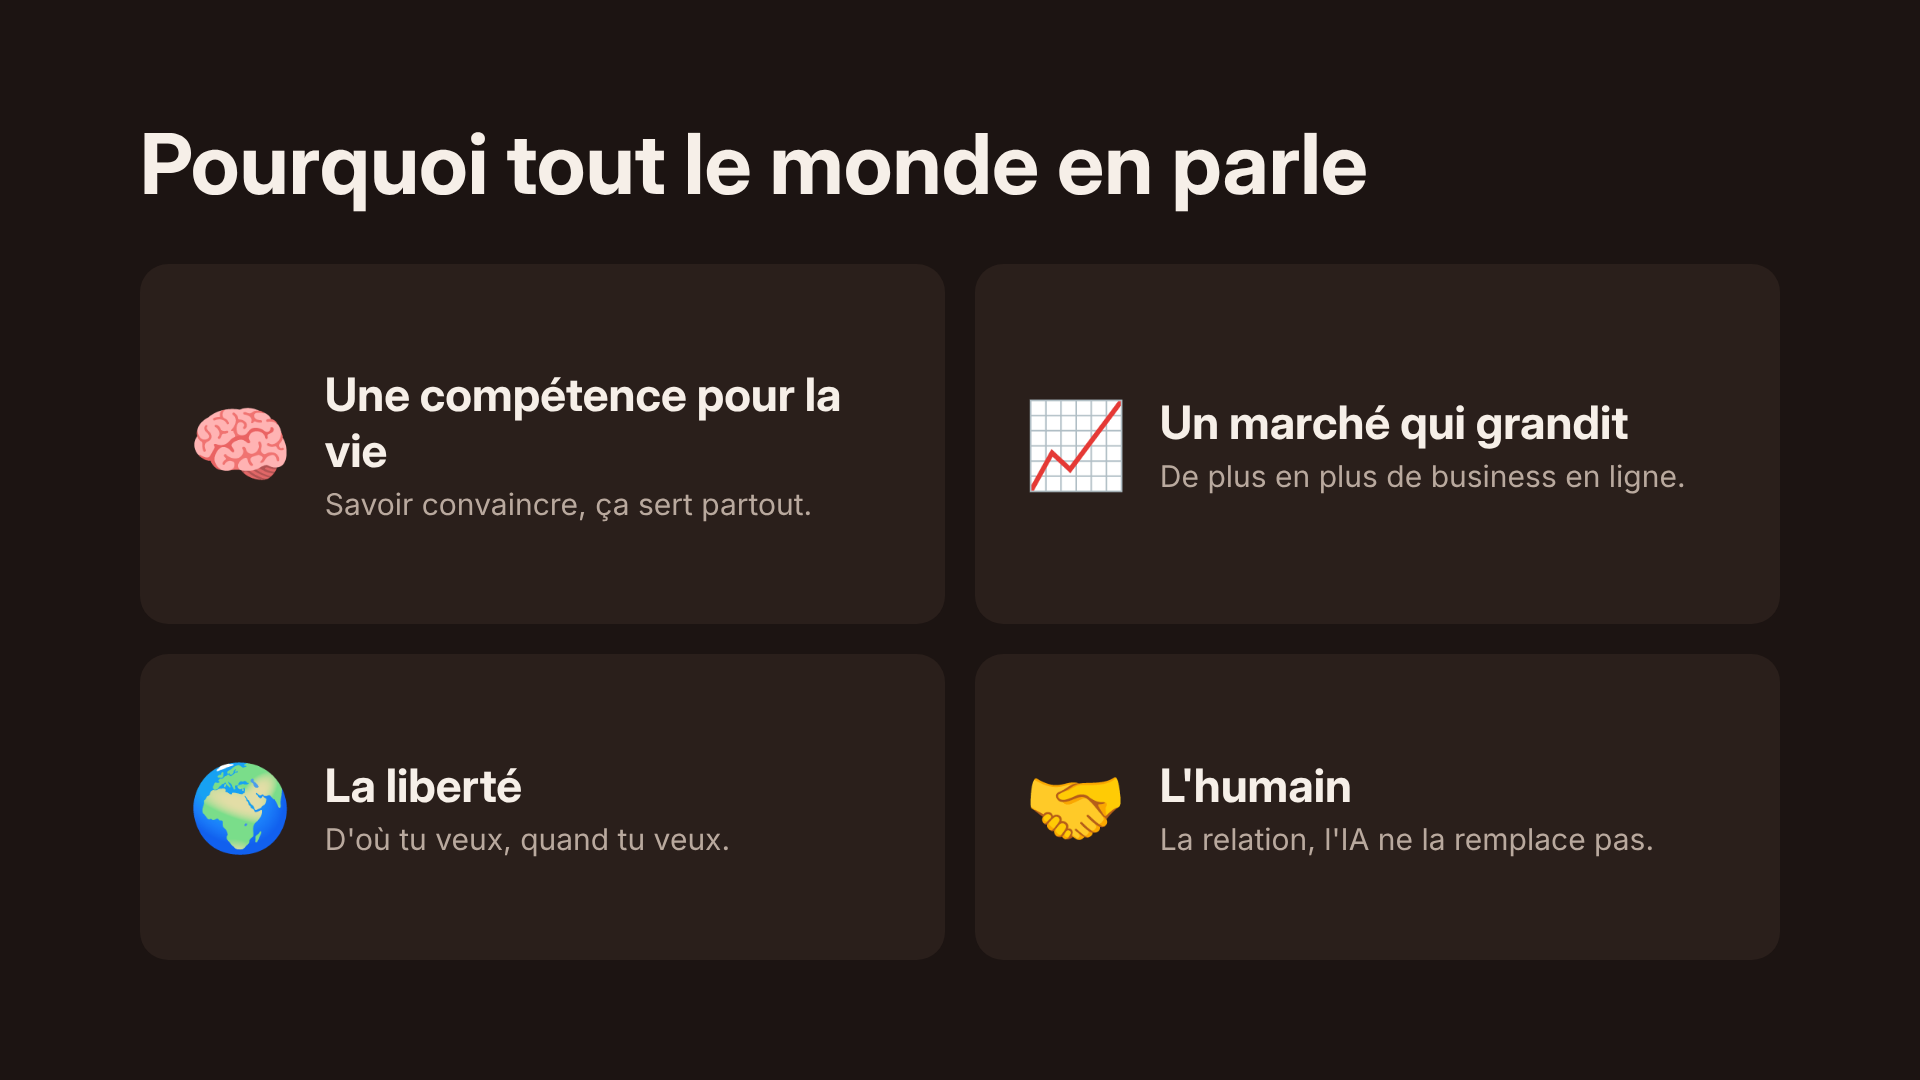 Pourquoi tout le monde en parle
Une compétence pour la
vie
Savoir convaincre, ça sert partout.
Un marché qui grandit
De plus en plus de business en ligne.
La liberté
D'où tu veux, quand tu veux.
L'humain
La relation, l'IA ne la remplace pas.